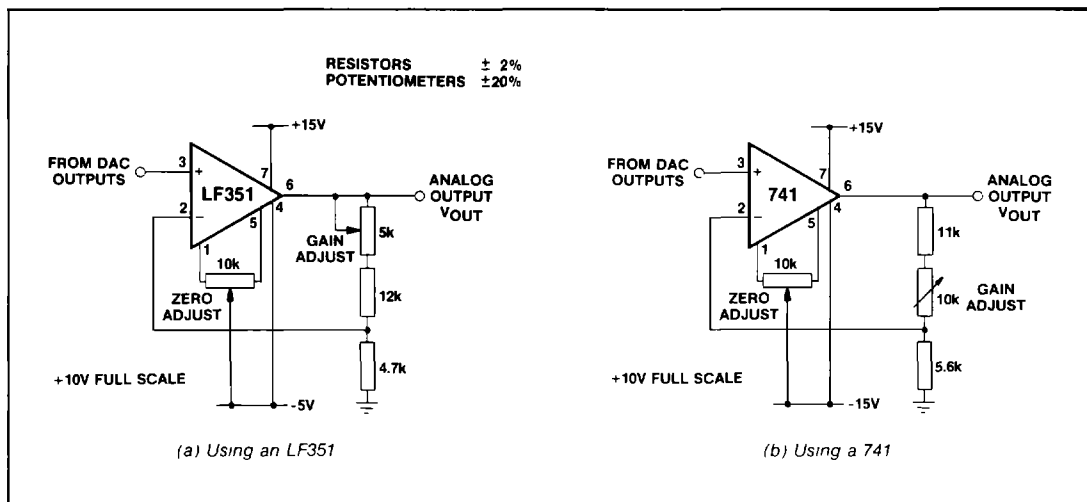 RESISTORS ± 2%
POTENTIOMETERS ±20%
+15V
FROM DAC
OUTPUTS
3
+
7
LF351
6
ANALOG
OUTPUT
VOUT
2
−
4
5
1
5k
GAIN
ADJUST
10k
ZERO
ADJUST
12k
4.7k
+10V FULL SCALE
-5V
(a) Using an LF351
+15V
FROM DAC
OUTPUTS
3
+
7
741
6
ANALOG
OUTPUT
VOUT
2
−
4
5
1
11k
10k
ZERO
ADJUST
10k
GAIN
ADJUST
5.6k
+10V FULL SCALE
-15V
(b) Using a 741